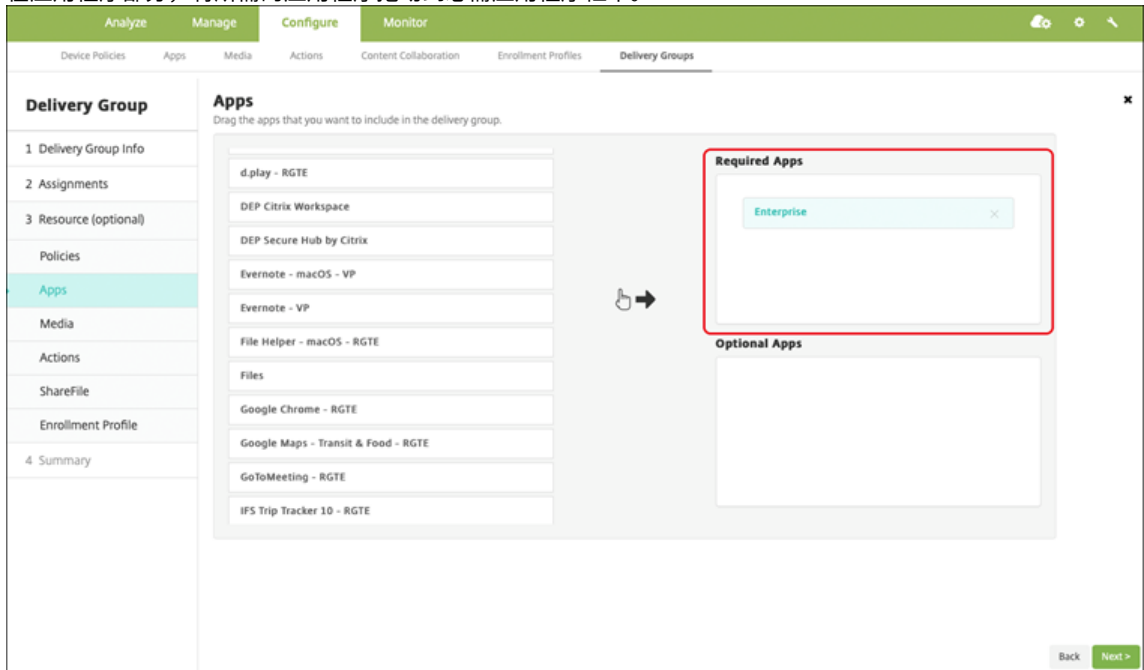 Analyze Manage Configure Monitor
Device Policies Apps Media Actions Content Collaboration Enrollment Profiles Delivery Groups
Delivery Group
1 Delivery Group Info
2 Assignments
3 Resource (optional)
Policies
Apps
Media
Actions
ShareFile
Enrollment Profile
4 Summary
Apps
Drag the apps that you want to include in the delivery group.
d.play - RGTE
DEP Citrix Workspace
DEP Secure Hub by Citrix
Evernote - macOS - VP
Evernote - VP
File Helper - macOS - RGTE
Files
Google Chrome - RGTE
Google Maps - Transit & Food - RGTE
GoToMeeting - RGTE
IFS Trip Tracker 10 - RGTE
Required Apps
Enterprise
Optional Apps
Back Next >